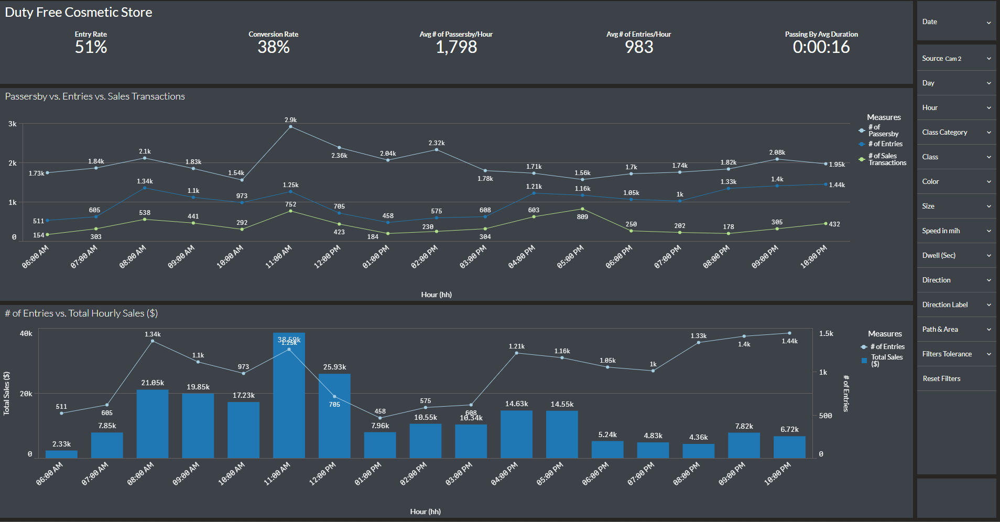 Duty Free Cosmetic Store
Entry Rate
51%
Conversion Rate
38%
Avg # of Passersby/Hour
1,798
Avg # of Entries/Hour
983
Passing By Avg Duration
0:00:16
Passersby vs. Entries vs. Sales Transactions
3k
2k
1k
0
1.73k 1.84k 2.1k 1.83k 1.54k 2.9k 2.36k 2.04k 2.32k 1.78k 1.71k 1.56k 1.7k 1.74k 1.82k 2.08k 1.95k
511 605 1.34k 1.1k 973 1.25k 705 458 575 608 1.21k 1.16k 1.05k 1k 1.33k 1.4k 1.44k
154 303 538 441 292 752 423 184 230 304 603 809 250 202 178 305 432
06:00 AM 07:00 AM 08:00 AM 09:00 AM 10:00 AM 11:00 AM 12:00 PM 01:00 PM 02:00 PM 03:00 PM 04:00 PM 05:00 PM 06:00 PM 07:00 PM 08:00 PM 09:00 PM 10:00 PM
Hour (hh)
Measures
# of
Passersby
# of Entries
# of Sales
Transactions
# of Entries vs. Total Hourly Sales ($)
Total Sales ($)
40k
20k
0
511 605 1.34k 1.1k 973 1.25k 705 458 575 608 1.21k 1.16k 1.05k 1k 1.33k 1.4k 1.44k
2.33k 7.85k 21.05k 19.85k 17.23k 38.59k 25.93k 7.96k 10.55k 10.34k 14.63k 14.55k 5.24k 4.83k 4.36k 7.82k 6.72k
1.5k
1k
500
0
# of Entries
06:00 AM 07:00 AM 08:00 AM 09:00 AM 10:00 AM 11:00 AM 12:00 PM 01:00 PM 02:00 PM 03:00 PM 04:00 PM 05:00 PM 06:00 PM 07:00 PM 08:00 PM 09:00 PM 10:00 PM
Hour (hh)
Measures
# of Entries
Total Sales
($)
Date
Source Cam 2
Day
Hour
Class Category
Class
Color
Size
Speed in mih
Dwell (Sec)
Direction
Direction Label
Path & Area
Filters Tolerance
Reset Filters